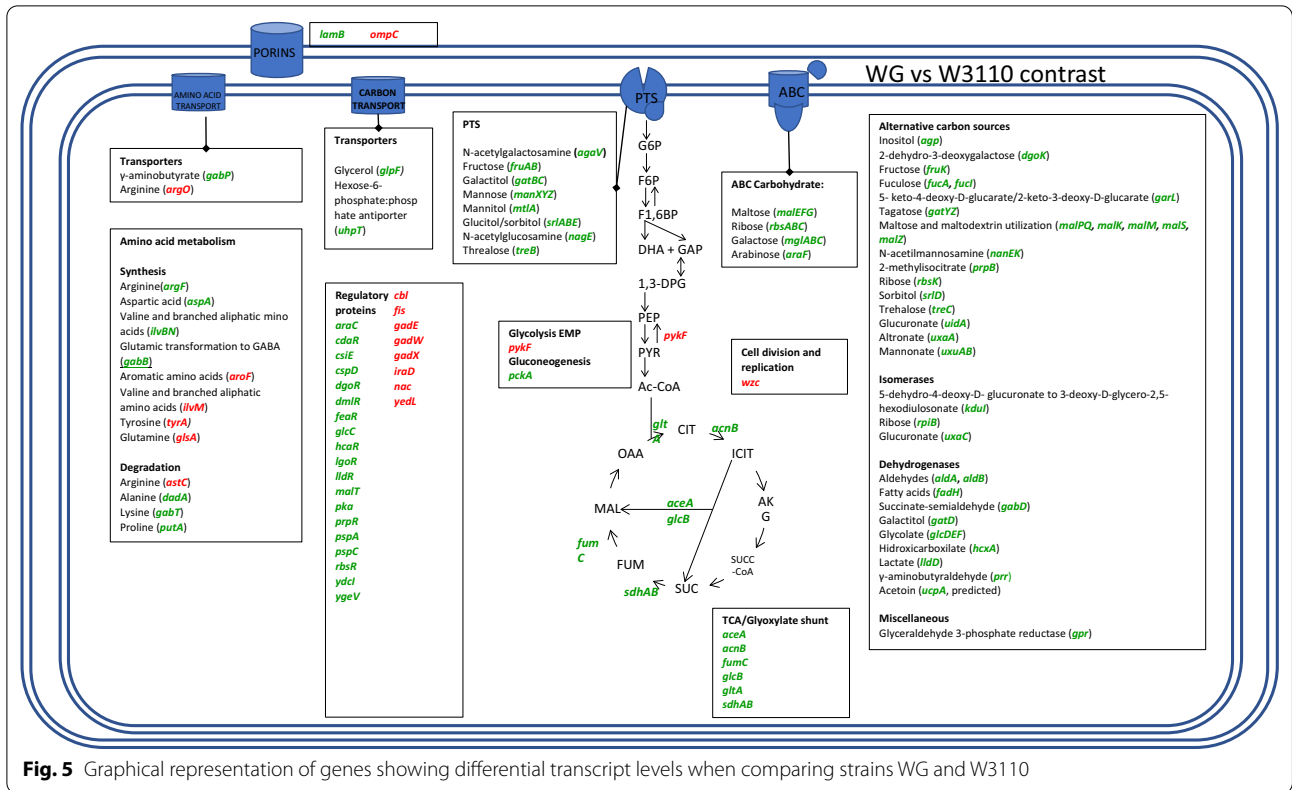 lamB ompC
PORINS
WG vs W3110 contrast
AMINO ACID
TRANSPORT
CARBON
TRANSPORT
PTS
ABC
Transporters
γ-aminobutyrate (gabP)
Arginine (argO)
Amino acid metabolism
Synthesis
Arginine(argF)
Aspartic acid (aspA)
Valine and branched aliphatic mino
acids (ilvBN)
Glutamic transformation to GABA
(gabB)
Aromatic amino acids (aroF)
Valine and branched aliphatic
amino acids (ilvM)
Tyrosine (tyrA)
Glutamine (glsA)
Degradation
Arginine (astC)
Alanine (dadA)
Lysine (gabT)
Proline (putA)
Transporters
Glycerol (glpF)
Hexose-6-
phosphate:phosp
hate antiporter
(uhpT)
Regulatory
proteins
araC
cdaR
csiE
cspD
dgoR
dmlR
feaR
glcC
hcaR
lgoR
lldR
malT
pka
prpR
pspA
pspC
rbsR
ydcI
ygeV
cbl
fis
gadE
gadW
gadX
iraD
nac
yedL
PTS
N-acetylgalactosamine (agaV)
Fructose (fruAB)
Galactitol (gatBC)
Mannose (manXYZ)
Mannitol (mtlA)
Glucitol/sorbitol (srlABE)
N-acetylglucosamine (nagE)
Threalose (treB)
Glycolysis EMP
pykF
Gluconeogenesis
pckA
G6P
F6P
F1,6BP
DHA + GAP
1,3-DPG
PEP
pykF
PYR
Ac-CoA
glt
A
CIT
acnB
OAA
ICIT
MAL
aceA
glcB
AK
G
fum
C
FUM
SUCC
-CoA
sdhAB
SUC
ABC Carbohydrate:
Maltose (malEFG)
Ribose (rbsABC)
Galactose (mglABC)
Arabinose (araF)
Cell division and
replication
wzc
TCA/Glyoxylate shunt
aceA
acnB
fumC
glcB
gltA
sdhAB
Alternative carbon sources
Inositol (agp)
2-dehydro-3-deoxygalactose (dgoK)
Fructose (fruK)
Fuculose (fucA, fucI)
5- keto-4-deoxy-D-glucarate/2-keto-3-deoxy-D-glucarate (garL)
Tagatose (gatYZ)
Maltose and maltodextrin utilization (malPQ, malK, malM, malS,
malZ)
N-acetilmannosamine (nanEK)
2-methylisocitrate (prpB)
Ribose (rbsK)
Sorbitol (srlD)
Trehalose (treC)
Glucuronate (uidA)
Altronate (uxaA)
Mannonate (uxuAB)
Isomerases
5-dehydro-4-deoxy-D- glucuronate to 3-deoxy-D-glycero-2,5-
hexodiulosonate (kduI)
Ribose (rpiB)
Glucuronate (uxaC)
Dehydrogenases
Aldehydes (aldA, aldB)
Fatty acids (fadH)
Succinate-semialdehyde (gabD)
Galactitol (gatD)
Glycolate (glcDEF)
Hidroxicarboxilate (hcxA)
Lactate (lldD)
γ-aminobutyraldehyde (prr)
Acetoin (ucpA, predicted)
Miscellaneous
Glyceraldehyde 3-phosphate reductase (gpr)
Fig. 5 Graphical representation of genes showing differential transcript levels when comparing strains WG and W3110